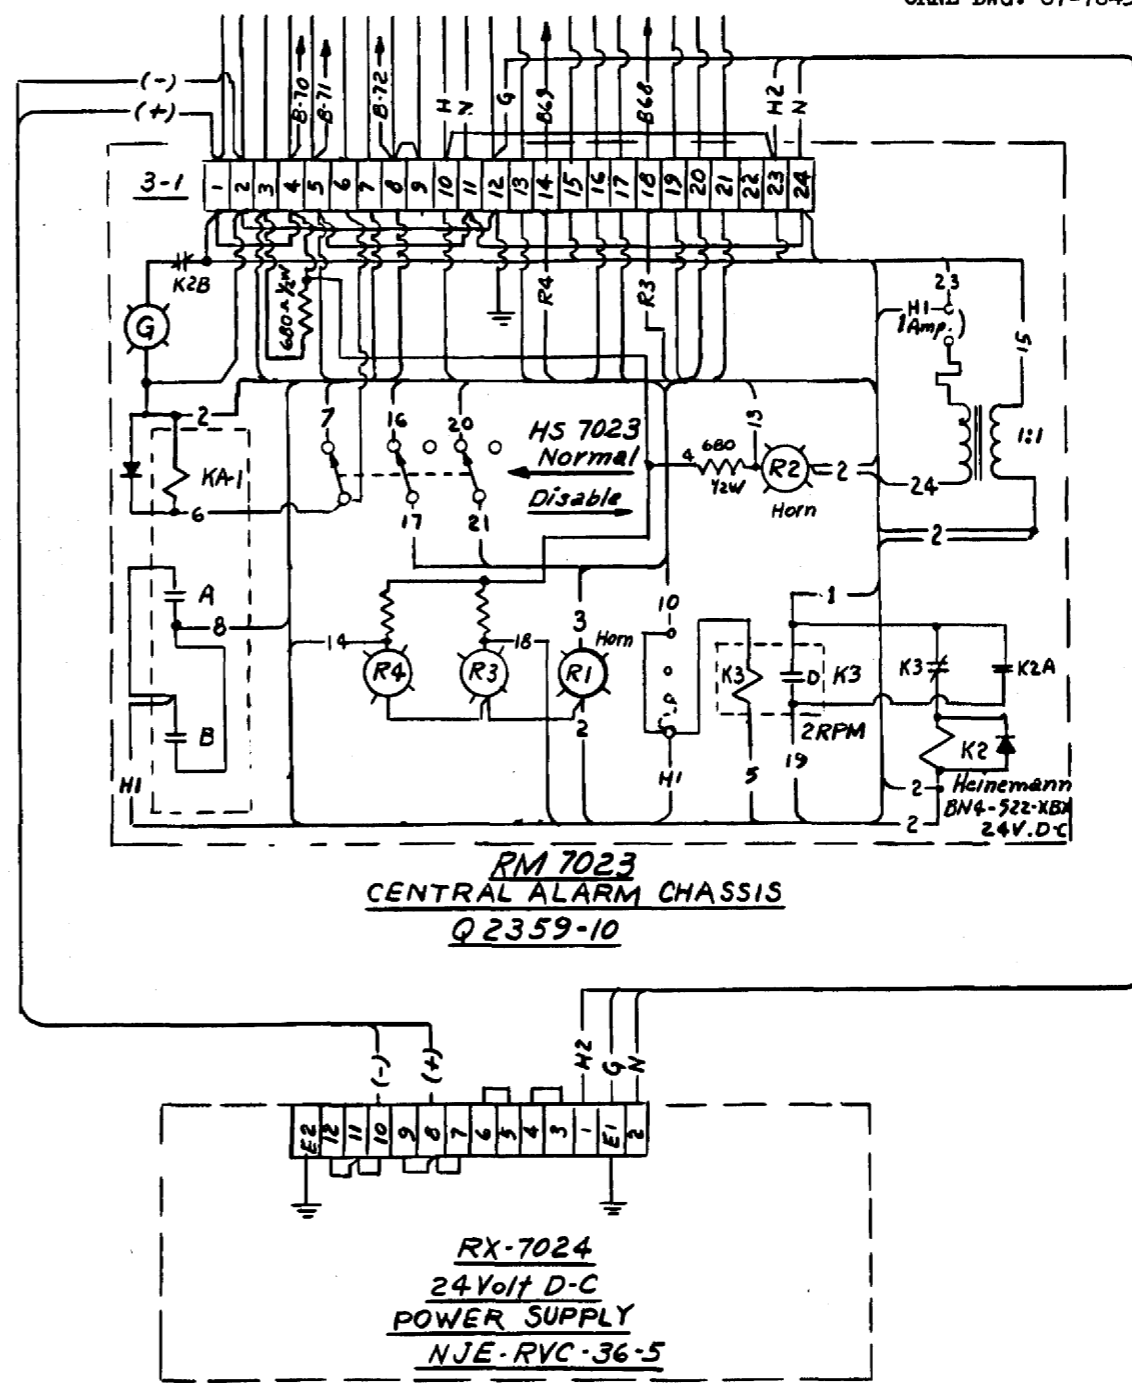 (-)
(+)
B-70
B-71
B-72
H
N
G
B69
B68
H2
N
3-1
1 2 3 4 5 6 7 8 9 10 11 12 13 14 15 16 17 18 19 20 21 22 23 24
K2B
680Ω ½W
R4
R3
23
H1
1 Amp.
15
G
2
7
16
20
HS 7023
Normal
Disable
13
680
4
½W
R2
2
Horn
24
1:1
KA-1
6
17
21
2
A
8
B
H1
14
R4
18
R3
3
Horn
R1
2
10
H1
K3
5
D
K3
2RPM
19
1
K3
K2A
K2
2
Heinemann
BN4-522-XBX
24V.D-C
2
RM 7023
CENTRAL ALARM CHASSIS
Q 2359-10
(-)
(+)
H2
G
N
E2 12 11 10 9 8 7 6 5 4 3 1 E1 2
RX-7024
24 Volt D-C
POWER SUPPLY
NJE-RVC-36-5